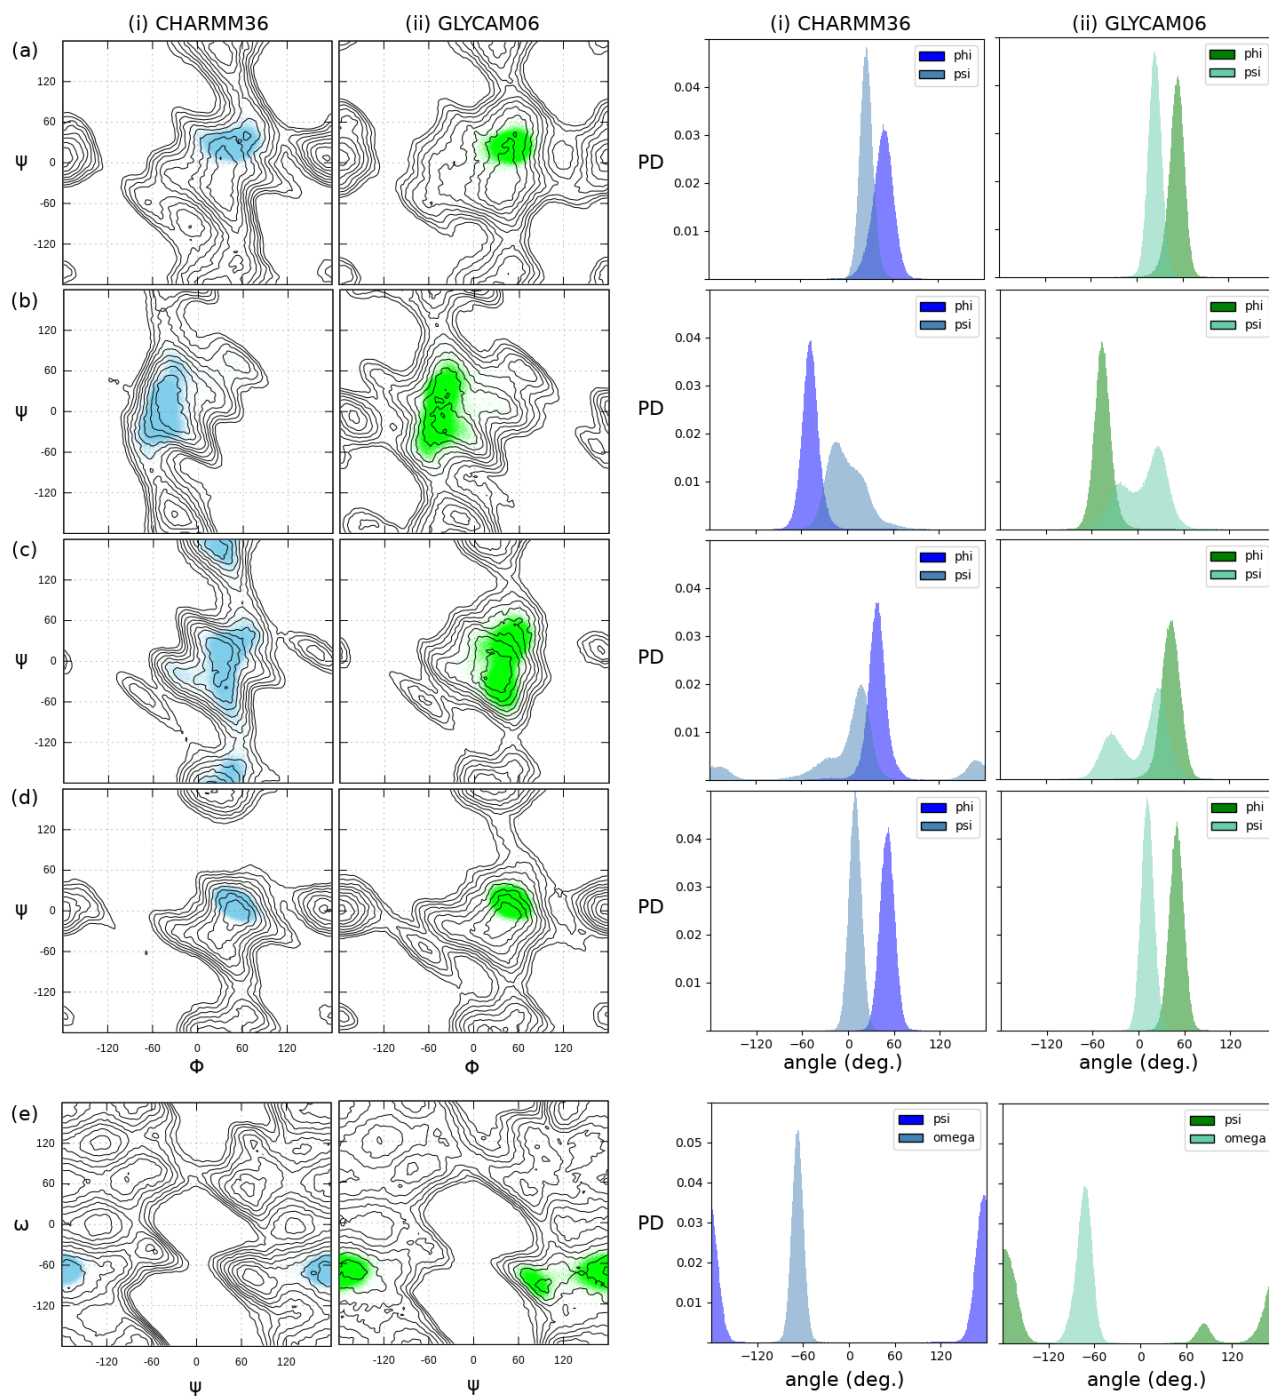 (i) CHARMM36 (ii) GLYCAM06 (i) CHARMM36 (ii) GLYCAM06
(a)
120
60
ψ 0
-60
-120
phi
psi
0.04
0.03
PD
0.02
0.01
phi
psi
(b)
120
60
ψ 0
-60
-120
phi
psi
0.04
0.03
PD
0.02
0.01
phi
psi
(c)
120
60
ψ 0
-60
-120
phi
psi
0.04
0.03
PD
0.02
0.01
phi
psi
(d)
120
60
ψ 0
-60
-120
-120 -60 0 60 120 -120 -60 0 60 120
Φ Φ
phi
psi
0.04
0.03
PD
0.02
0.01
phi
psi
−120 −60 0 60 120 −120 −60 0 60 120
angle (deg.) angle (deg.)
(e)
120
60
ω 0
-60
-120
-120 -60 0 60 120 -120 -60 0 60 120
ψ ψ
psi
omega
0.05
0.04
0.03
PD
0.02
0.01
psi
omega
−120 −60 0 60 120 −120 −60 0 60 120
angle (deg.) angle (deg.)